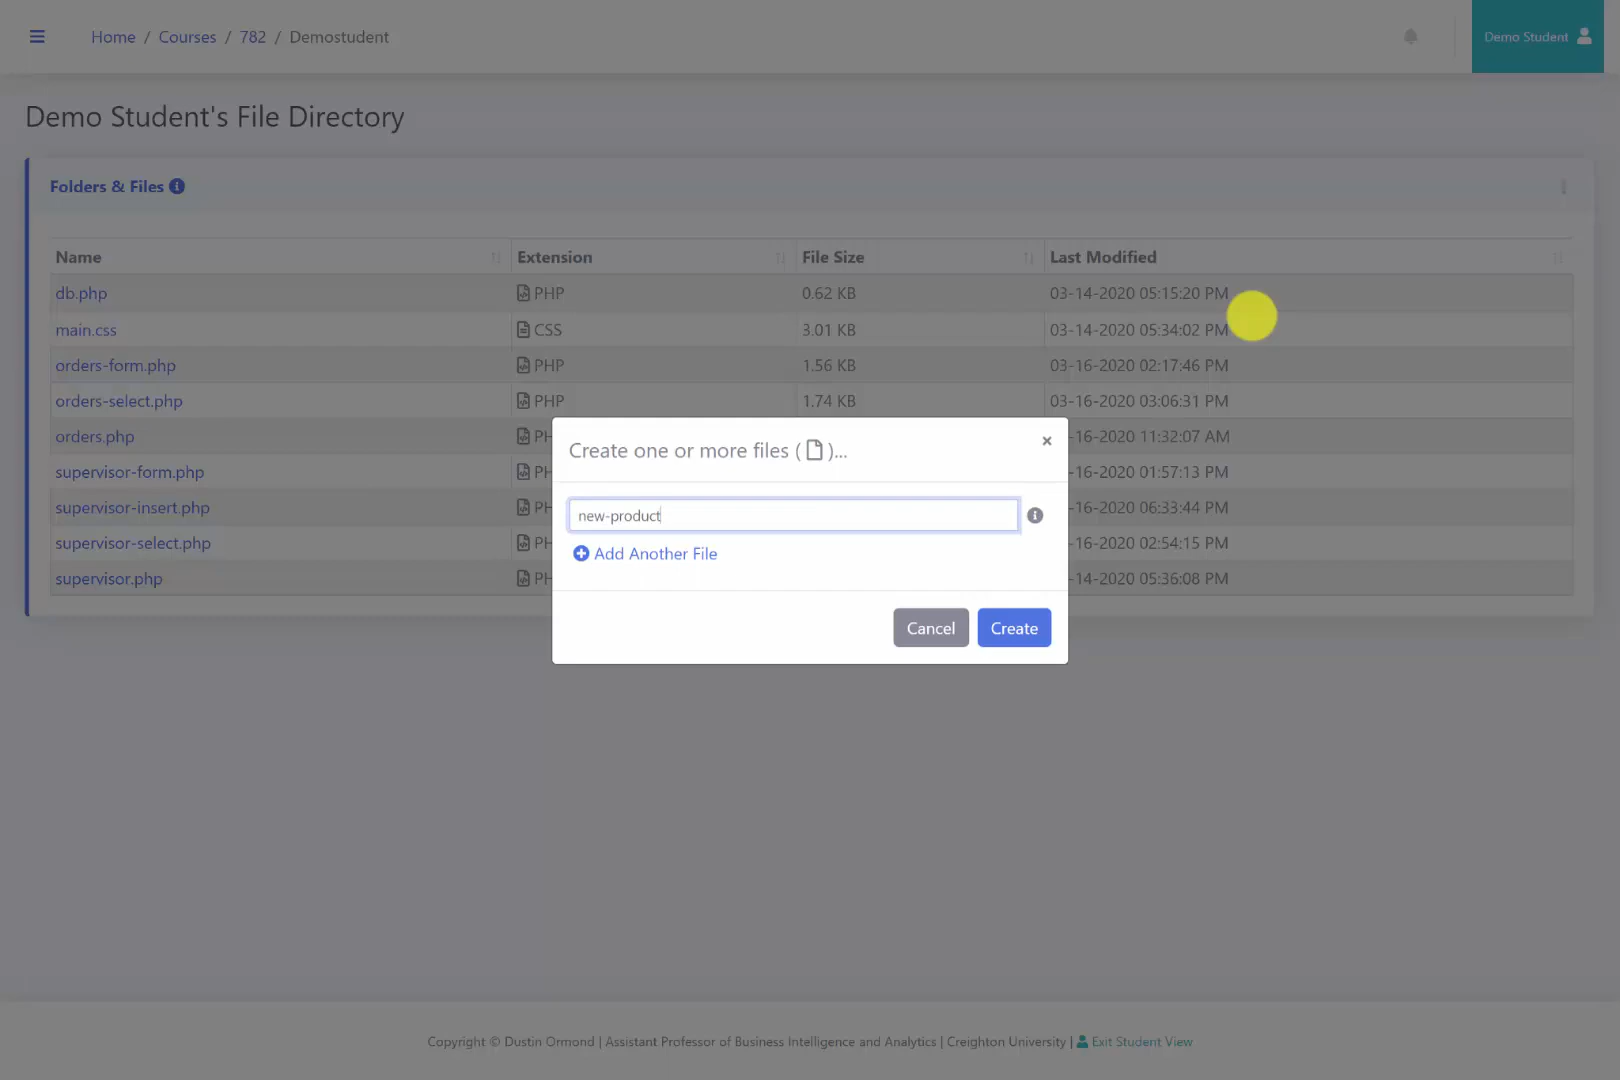 Home / Courses / 782 / Demostudent
Demo Student
Demo Student's File Directory
Folders & Files
Name Extension File Size Last Modified
db.php PHP 0.62 KB 03-14-2020 05:15:20 PM
main.css CSS 3.01 KB 03-14-2020 05:34:02 PM
orders-form.php PHP 1.56 KB 03-16-2020 02:17:46 PM
orders-select.php PHP 1.74 KB 03-16-2020 03:06:31 PM
orders.php PH -16-2020 11:32:07 AM
supervisor-form.php PH -16-2020 01:57:13 PM
supervisor-insert.php PH -16-2020 06:33:44 PM
supervisor-select.php PH -16-2020 02:54:15 PM
supervisor.php PH -14-2020 05:36:08 PM
Create one or more files ( )...
×
new-product
Add Another File
Cancel Create
Copyright © Dustin Ormond | Assistant Professor of Business Intelligence and Analytics | Creighton University | Exit Student View